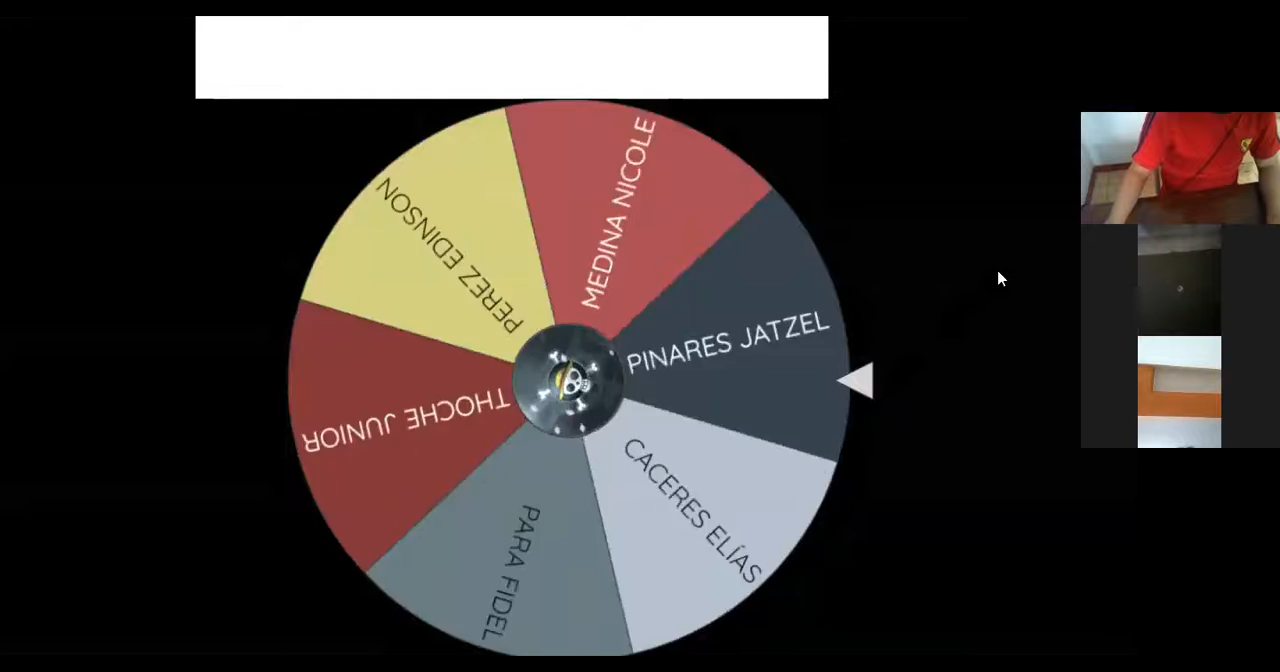 MEDINA NICOLE
PEREZ EDINSON
PINARES JATZEL
THOCHE JUNIOR
CACERES ELÍAS
PARA FIDEL